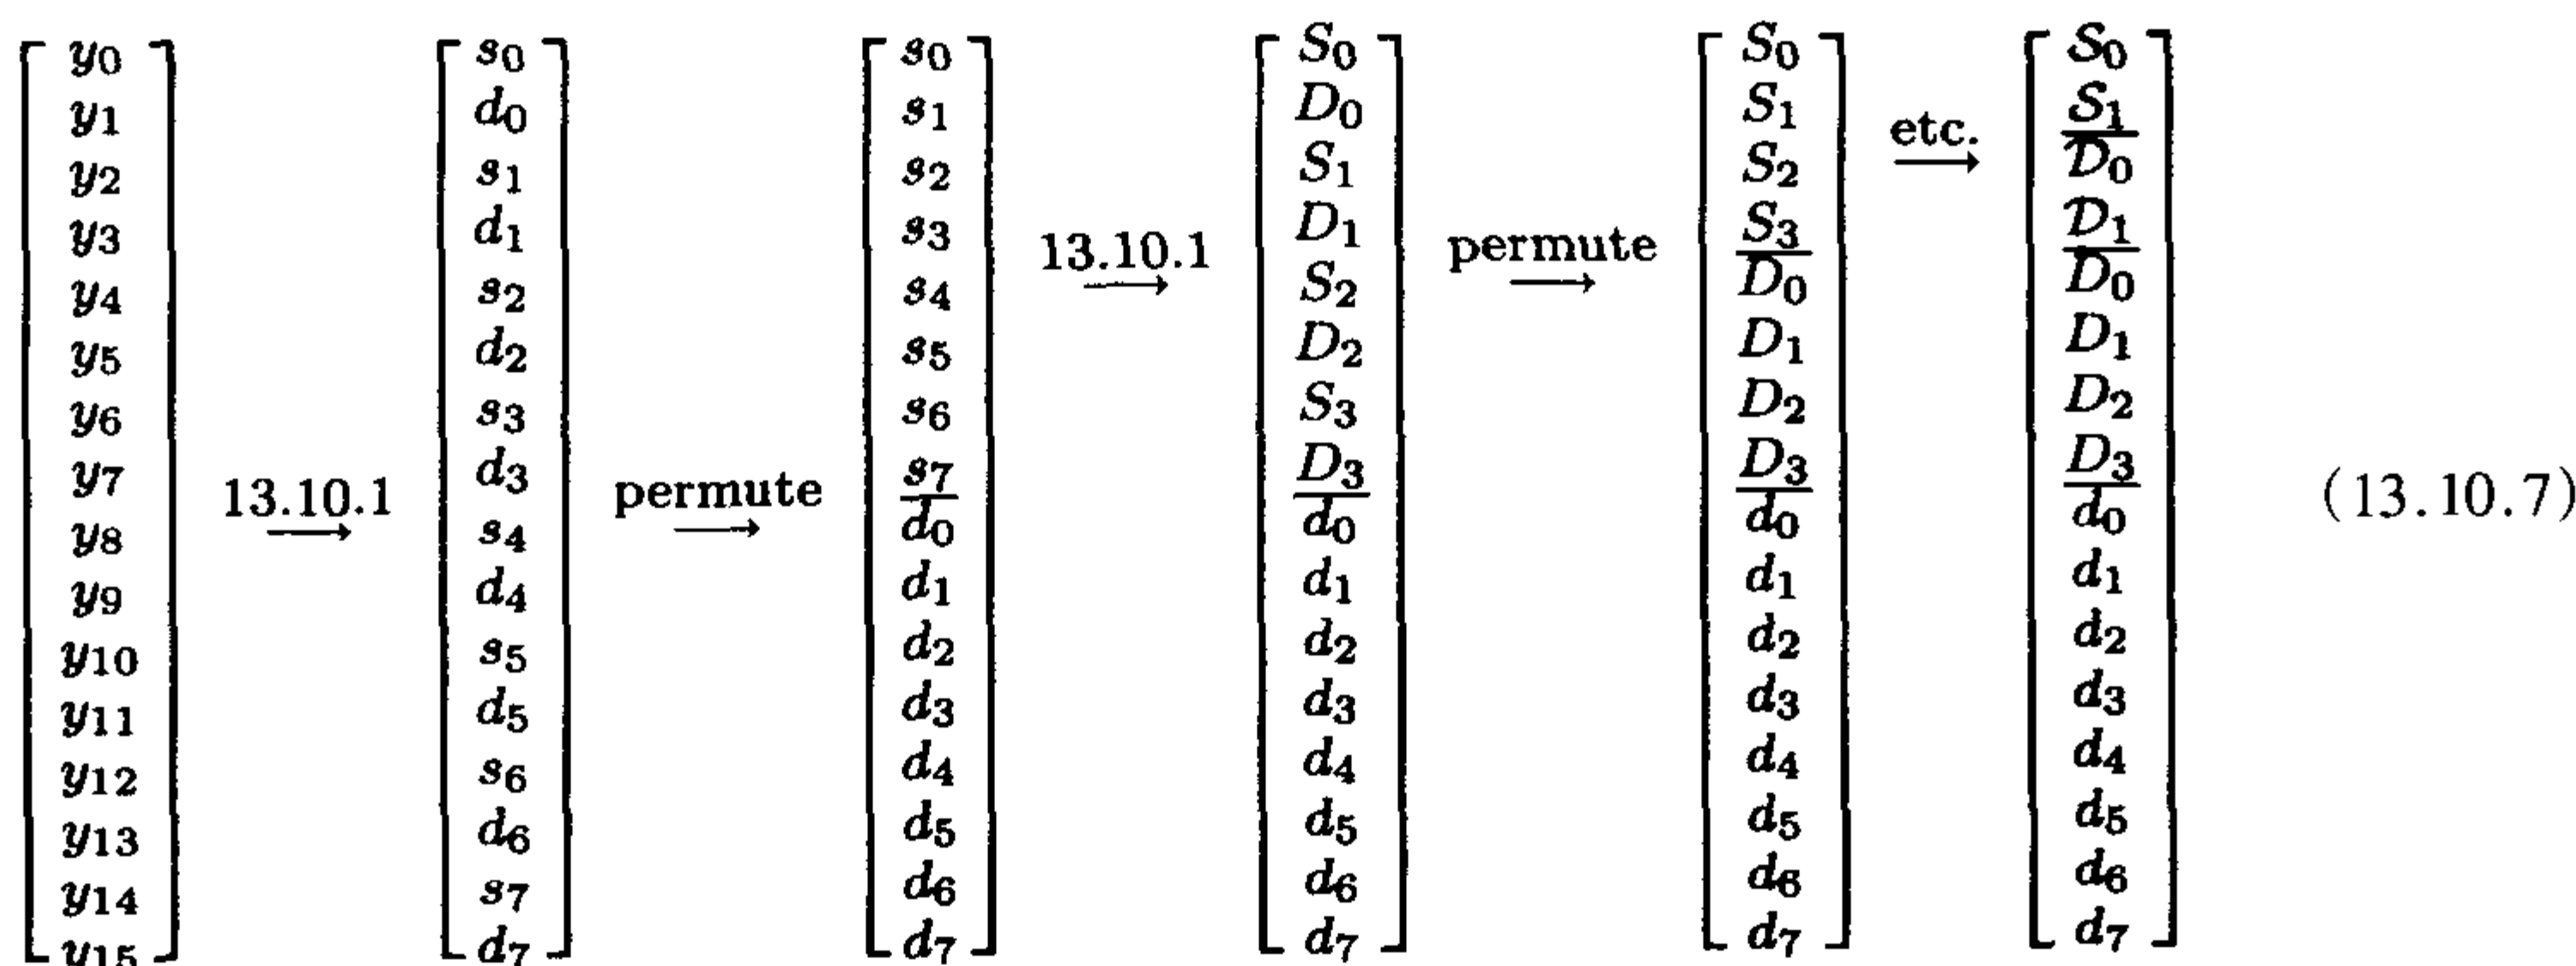 y₀ s₀ s₀ S₀ S₀ 𝒮₀
y₁ d₀ s₁ D₀ S₁ etc. 𝒮₁
y₂ s₁ s₂ S₁ S₂ → 𝒟₀
y₃ d₁ s₃ 13.10.1 D₁ permute S₃ 𝒟₁
y₄ s₂ s₄ → S₂ → D₀ D₀
y₅ d₂ s₅ D₂ D₁ D₁
y₆ s₃ s₆ S₃ D₂ D₂
y₇ 13.10.1 d₃ permute s₇ D₃ D₃ D₃ (13.10.7)
y₈ → s₄ → d₀ d₀ d₀ d₀
y₉ d₄ d₁ d₁ d₁ d₁
y₁₀ s₅ d₂ d₂ d₂ d₂
y₁₁ d₅ d₃ d₃ d₃ d₃
y₁₂ s₆ d₄ d₄ d₄ d₄
y₁₃ d₆ d₅ d₅ d₅ d₅
y₁₄ s₇ d₆ d₆ d₆ d₆
y₁₅ d₇ d₇ d₇ d₇ d₇